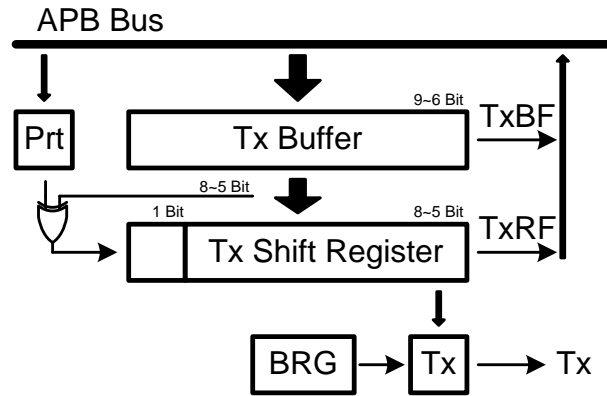 APB Bus
9~6 Bit
Prt
Tx Buffer
TxBF
8~5 Bit
1 Bit
8~5 Bit
Tx Shift Register
TxRF
BRG
Tx
Tx